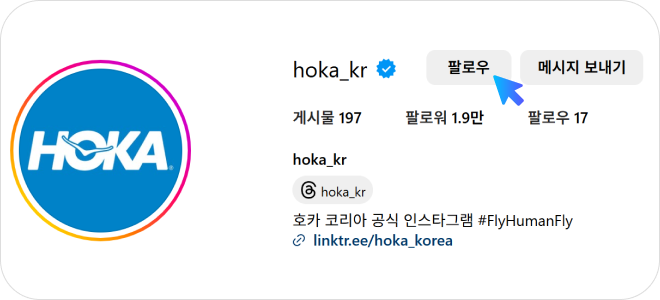 HOKA
hoka_kr 팔로우 메시지 보내기
게시물 197 팔로워 1.9만 팔로우 17
hoka_kr
hoka_kr
호카 코리아 공식 인스타그램 #FlyHumanFly
linktr.ee/hoka_korea